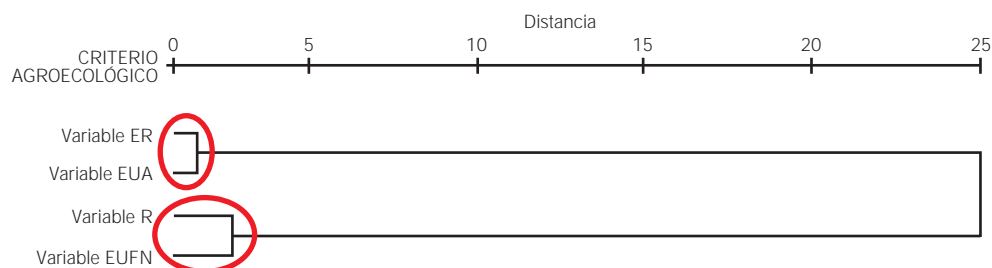 Distancia
0 5 10 15 20 25
CRITERIO
AGROECOLÓGICO
Variable ER
Variable EUA
Variable R
Variable EUFN